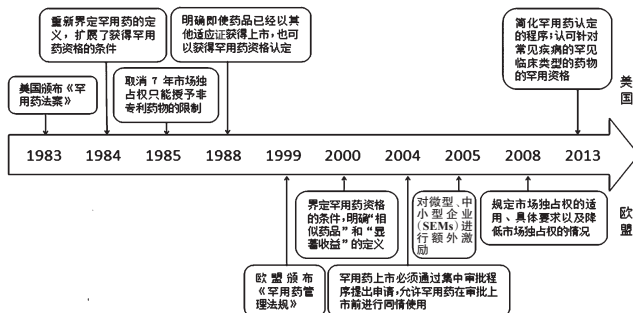 重新界定罕用药的定
义，扩展了获得罕用
药资格的条件
明确即使药品已经以其
他适应证获得上市，也可
以获得罕用药资格认定
简化罕用药认定
的程序；认可针对
常见疾病的罕见
临床类型的药物
的罕用资格
美国颁布《罕
用药法案》
取消 7 年市场独
占权只能授予非
专利药物的限制
美
国
1983 1984 1985 1988 1999 2000 2004 2005 2008 2013
欧
盟
界定罕用药资格
的条件；明确“相
似药品”和“显
著收益”的定义
对微型、中
小型企业
(SEMs)进
行额外激
励
规定市场独占权的适
用、具体要求以及降
低市场独占权的情况
欧盟颁布
《罕用药管
理法规》
罕用药上市必须通过集中审批程
序提出申请；允许罕用药在审批上
市前进行同情使用